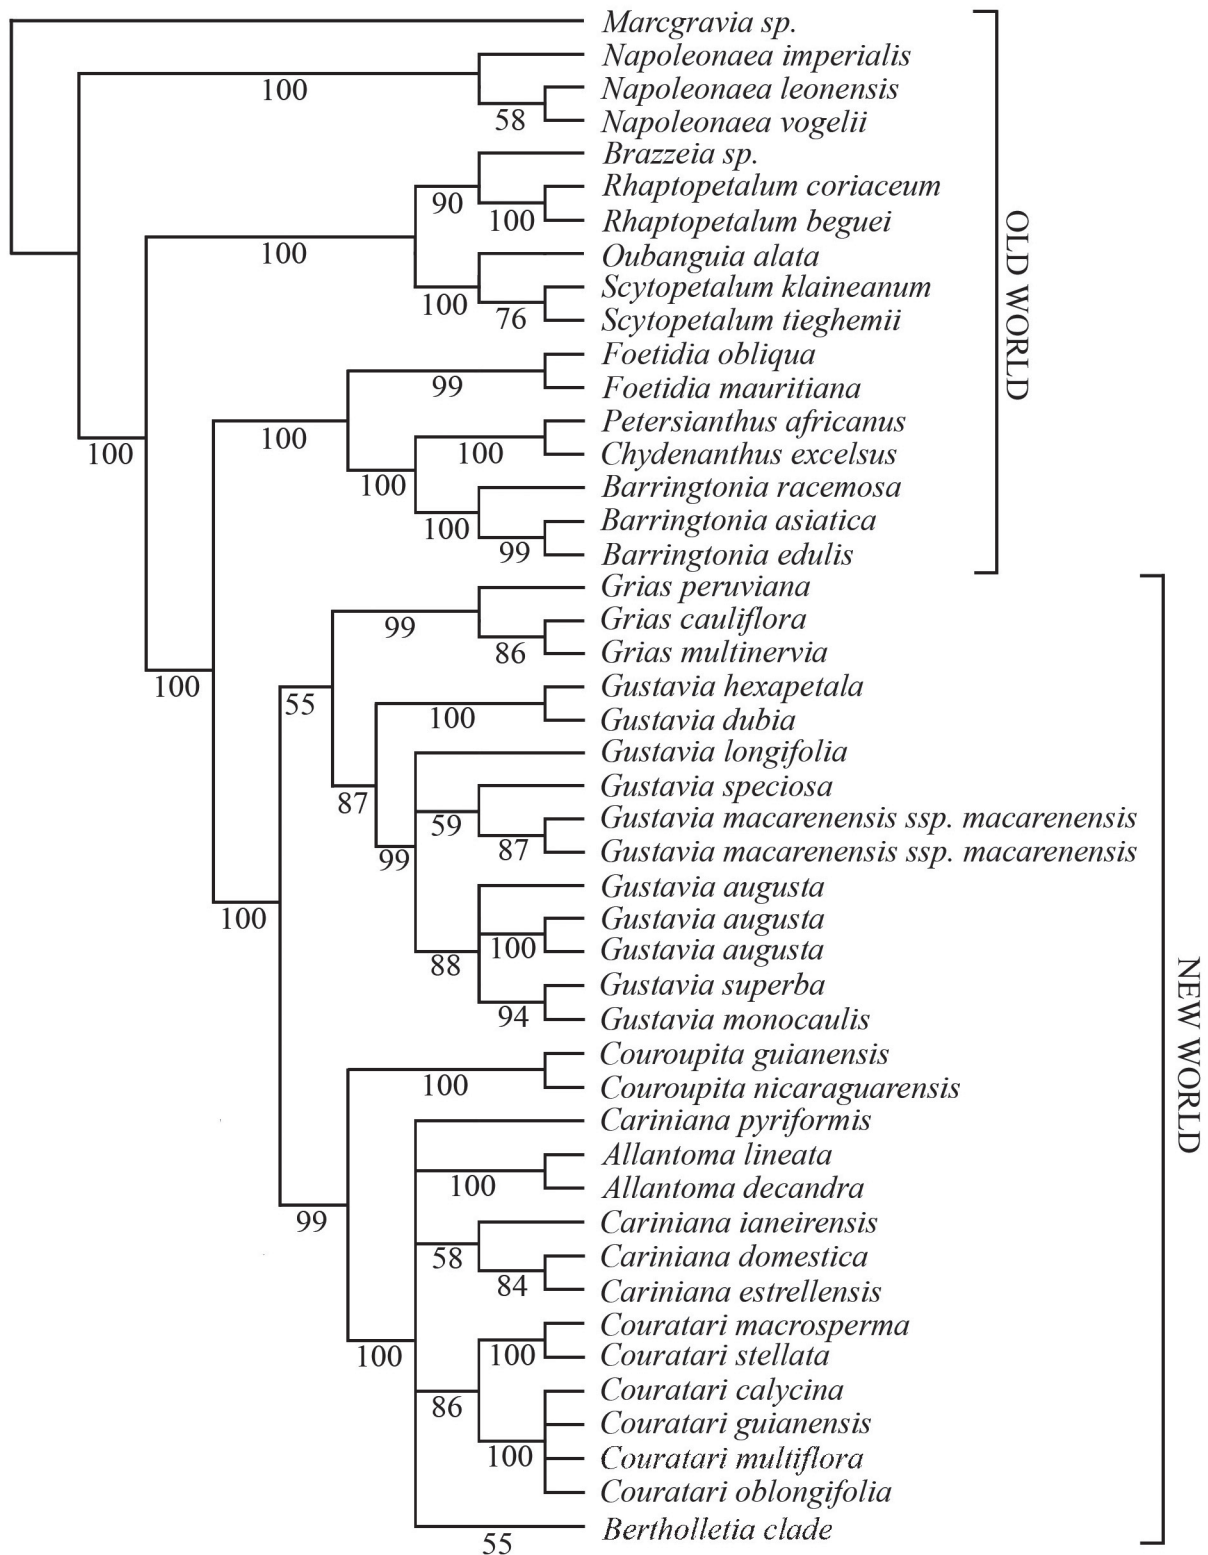 Marcgravia sp.
Napoleonaea imperialis
100
Napoleonaea leonensis
58
Napoleonaea vogelii
Brazzeia sp.
Rhaptopetalum coriaceum
90
100
Rhaptopetalum beguei
100
Oubanguia alata
Scytopetalum klaineanum
100
76
Scytopetalum tieghemii
Foetidia obliqua
99
Foetidia mauritiana
Petersianthus africanus
100
100
100
Chydenanthus excelsus
100
Barringtonia racemosa
100
Barringtonia asiatica
99
Barringtonia edulis
OLD WORLD
Grias peruviana
Grias cauliflora
99
86
Grias multinervia
100
Gustavia hexapetala
55
100
Gustavia dubia
Gustavia longifolia
Gustavia speciosa
87
59
Gustavia macarenensis ssp. macarenensis
87
Gustavia macarenensis ssp. macarenensis
99
Gustavia augusta
100
Gustavia augusta
100
Gustavia augusta
88
Gustavia superba
94
Gustavia monocaulis
Couroupita guianensis
100
Couroupita nicaraguarensis
Cariniana pyriformis
Allantoma lineata
100
Allantoma decandra
99
Cariniana ianeirensis
58
Cariniana domestica
84
Cariniana estrellensis
Couratari macrosperma
100
100
Couratari stellata
Couratari calycina
86
Couratari guianensis
100
Couratari multiflora
Couratari oblongifolia
Bertholletia clade
55
NEW WORLD